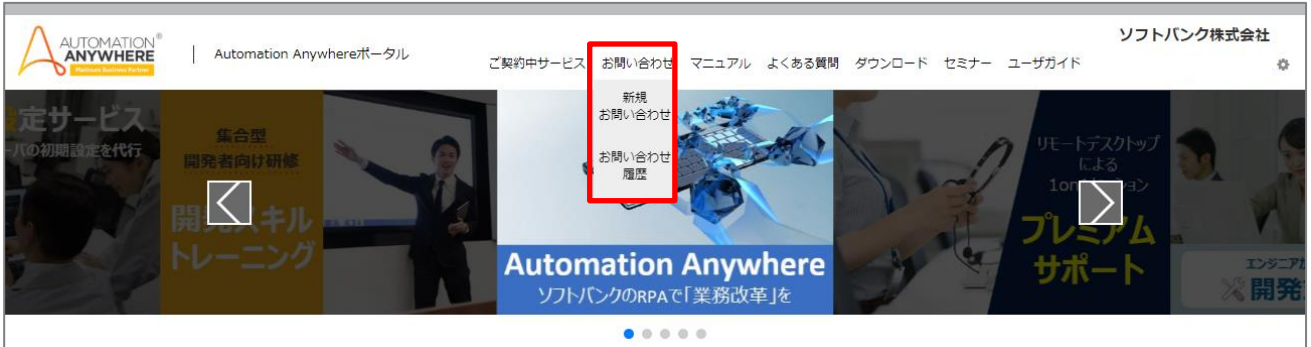 AUTOMATION®
ANYWHERE
Platinum Business Partner
Automation Anywhereポータル
ソフトバンク株式会社
ご契約中サービス お問い合わせ マニュアル よくある質問 ダウンロード セミナー ユーザガイド
新規
お問い合わせ
お問い合わせ
履歴
定サービス
ーバの初期設定を代行
集合型
開発者向け研修
開発スキル
トレーニング
Automation Anywhere
ソフトバンクのRPAで「業務改革」を
リモートデスクトップ
による
プレミアム
サポート
エンジニアが
開発